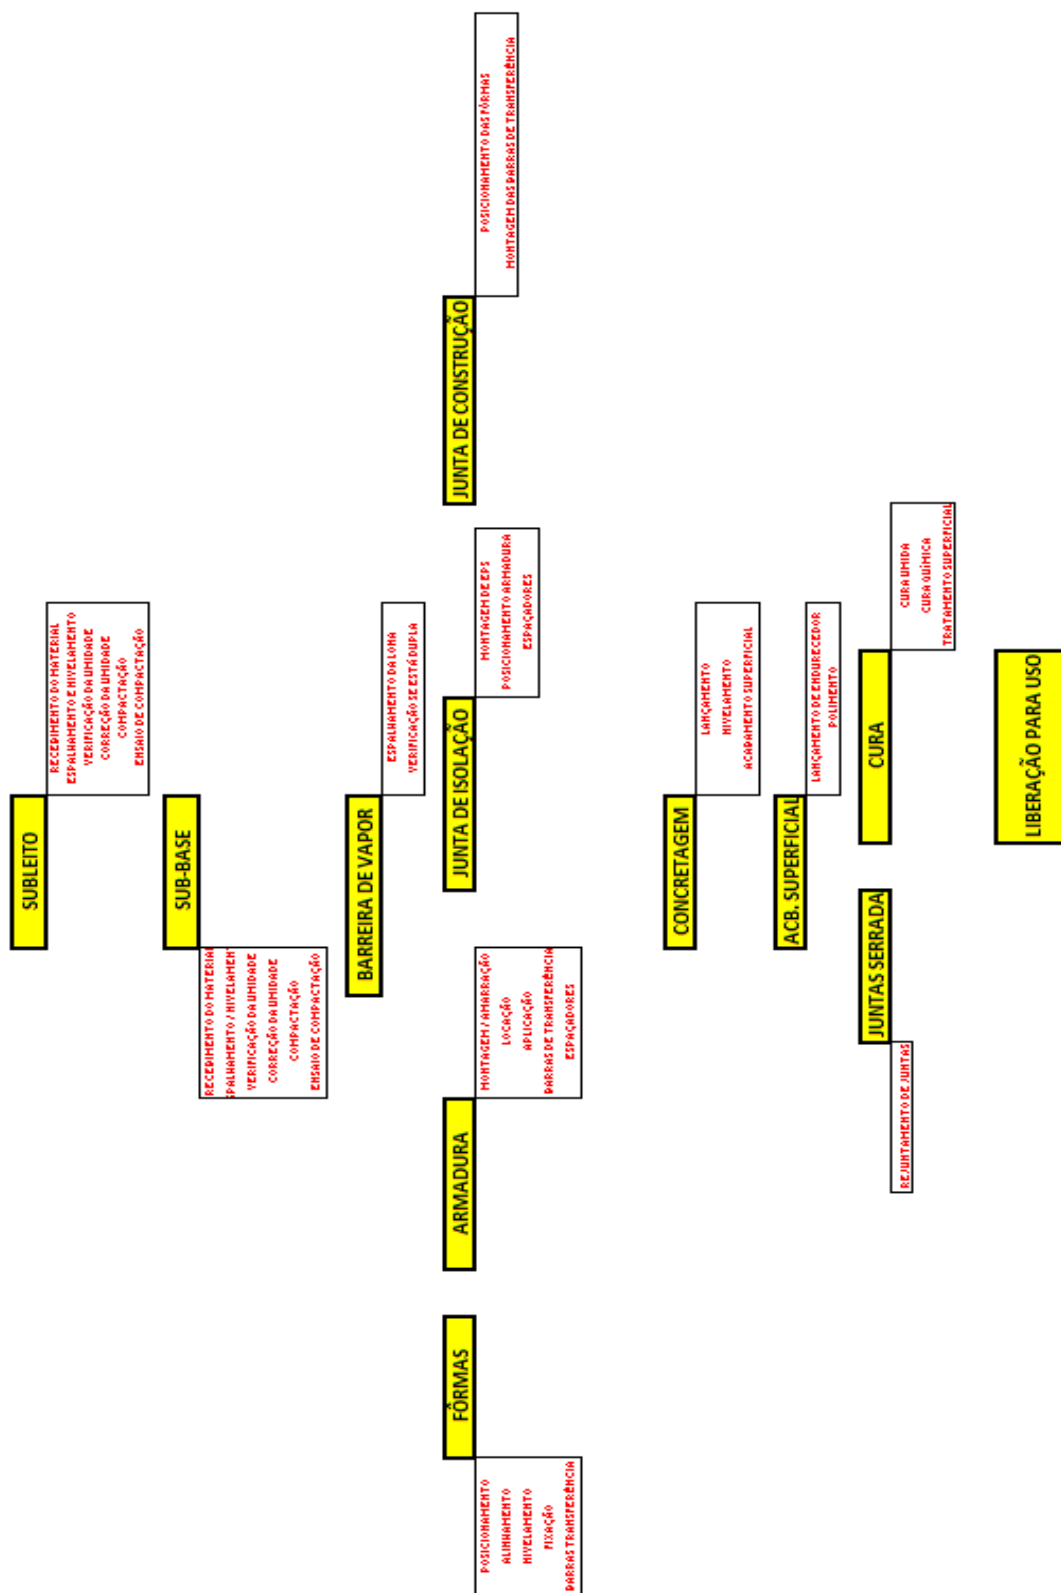 SUBLEITO
RECEBIMENTO DO MATERIAL
ESPALHAMENTO E NIVELAMENTO
VERIFICAÇÃO DA UMIDADE
CORREÇÃO DA UMIDADE
COMPACTAÇÃO
ENSAIO DE COMPACTAÇÃO
SUB-BASE
RECEBIMENTO DO MATERIAL
SPALHAMENTO / NIVELAMENT
VERIFICAÇÃO DA UMIDADE
CORREÇÃO DA UMIDADE
COMPACTAÇÃO
ENSAIO DE COMPACTAÇÃO
BARREIRA DE VAPOR
ESPALHAMENTO DA LONA
VERIFICAÇÃO SE ESTÁ DUPLA
FÔRMAS
POSICIONAMENTO
ALINHAMENTO
NIVELAMENTO
FIXAÇÃO
BARRAS TRANSFERÊNCIA
ARMADURA
MONTAGEM / AMARRAÇÃO
LOCAÇÃO
APLICAÇÃO
BARRAS DE TRANSFERÊNCIA
ESPAÇADORES
JUNTA DE ISOLAÇÃO
MONTAGEM DE EPS
POSICIONAMENTO ARMADURA
ESPAÇADORES
JUNTA DE CONSTRUÇÃO
POSICIONAMENTO DAS FÔRMAS
MONTAGEM DAS BARRAS DE TRANSFERÊNCIA
CONCRETAGEM
LANÇAMENTO
NIVELAMENTO
ACABAMENTO SUPERFICIAL
ACB. SUPERFICIAL
LANÇAMENTO DE ENDURECEDOR
POLIMENTO
JUNTAS SERRADA
REJUNTAMENTO DE JUNTAS
CURA
CURA UMIDA
CURA QUÍMICA
TRATAMENTO SUPERFICIAL
LIBERAÇÃO PARA USO